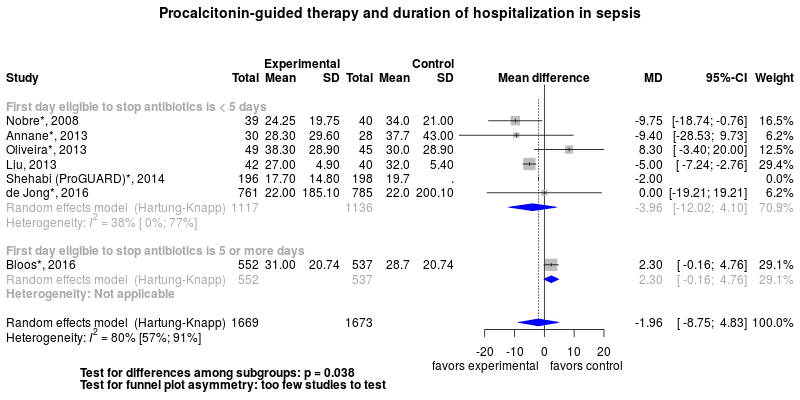 Procalcitonin-guided therapy and duration of hospitalization in sepsis
Experimental Control
Study Total Mean SD Total Mean SD Mean difference MD 95%-CI Weight
First day eligible to stop antibiotics is < 5 days
Nobre*, 2008 39 24.25 19.75 40 34.0 21.00 -9.75 [-18.74; -0.76] 16.5%
Annane*, 2013 30 28.30 29.60 28 37.7 43.00 -9.40 [-28.53; 9.73] 6.2%
Oliveira*, 2013 49 38.30 28.90 45 30.0 28.90 8.30 [ -3.40; 20.00] 12.5%
Liu, 2013 42 27.00 4.90 40 32.0 5.40 -5.00 [ -7.24; -2.76] 29.4%
Shehabi (ProGUARD)*, 2014 196 17.70 14.80 198 19.7 . -2.00 0.0%
de Jong*, 2016 761 22.00 185.10 785 22.0 200.10 0.00 [-19.21; 19.21] 6.2%
Random effects model (Hartung-Knapp) 1117 1136 -3.96 [-12.02; 4.10] 70.9%
Heterogeneity: I² = 38% [ 0%; 77%]
First day eligible to stop antibiotics is 5 or more days
Bloos*, 2016 552 31.00 20.74 537 28.7 20.74 2.30 [ -0.16; 4.76] 29.1%
Random effects model (Hartung-Knapp) 552 537 2.30 [ -0.16; 4.76] 29.1%
Heterogeneity: Not applicable
Random effects model (Hartung-Knapp) 1669 1673 -1.96 [ -8.75; 4.83] 100.0%
Heterogeneity: I² = 80% [57%; 91%]
-20 -10 0 10 20
favors experimental favors control
Test for differences among subgroups: p = 0.038
Test for funnel plot asymmetry: too few studies to test